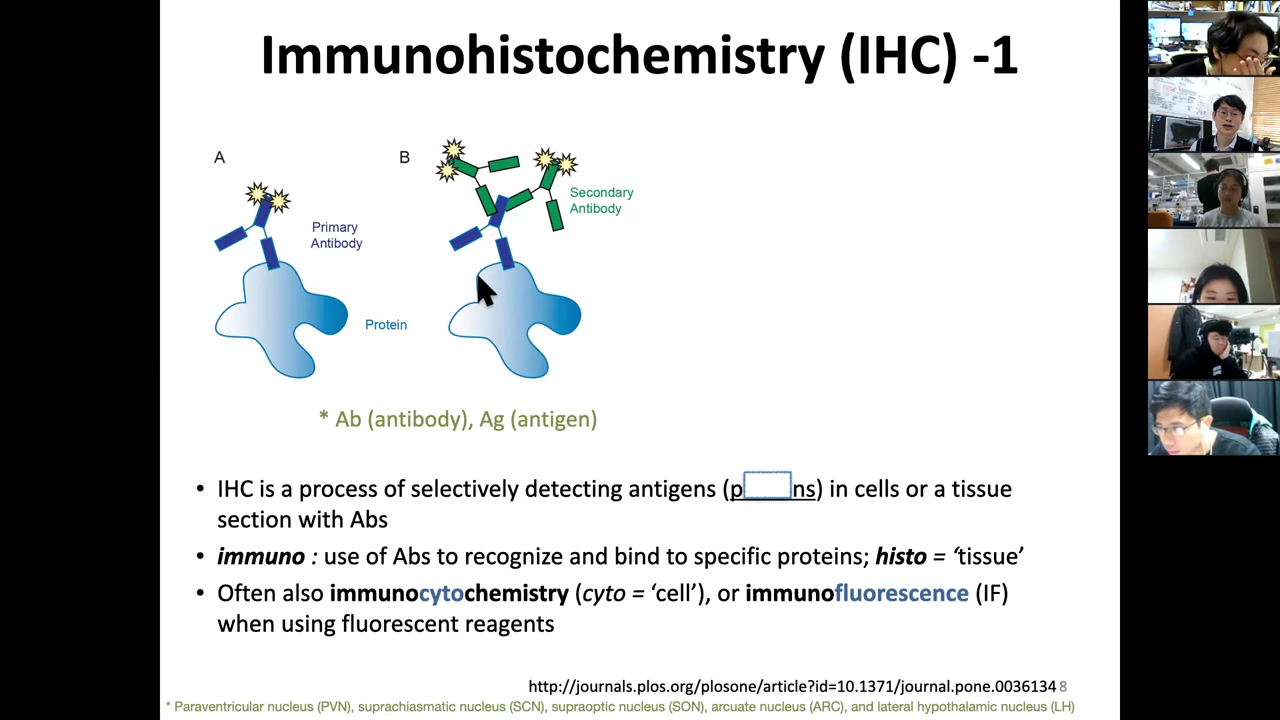 Immunohistochemistry (IHC) -1
A
B
Secondary
Antibody
Primary
Antibody
Protein
* Ab (antibody), Ag (antigen)
• IHC is a process of selectively detecting antigens (p ns) in cells or a tissue
section with Abs
• immuno : use of Abs to recognize and bind to specific proteins; histo = ‘tissue’
• Often also immunocytochemistry (cyto = ‘cell’), or immunofluorescence (IF)
when using fluorescent reagents
http://journals.plos.org/plosone/article?id=10.1371/journal.pone.0036134 8
* Paraventricular nucleus (PVN), suprachiasmatic nucleus (SCN), supraoptic nucleus (SON), arcuate nucleus (ARC), and lateral hypothalamic nucleus (LH)